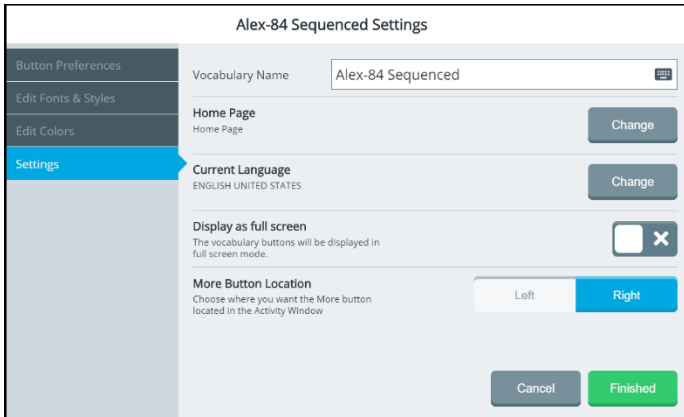 Alex-84 Sequenced Settings
Button Preferences
Edit Fonts & Styles
Edit Colors
Settings
Vocabulary Name
Alex-84 Sequenced
Home Page
Home Page
Change
Current Language
ENGLISH UNITED STATES
Change
Display as full screen
The vocabulary buttons will be displayed in
full screen mode.
More Button Location
Choose where you want the More button
located in the Activity Window
Left
Right
Cancel
Finished